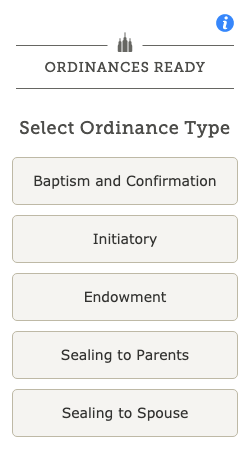 i
ORDINANCES READY
Select Ordinance Type
Baptism and Confirmation
Initiatory
Endowment
Sealing to Parents
Sealing to Spouse